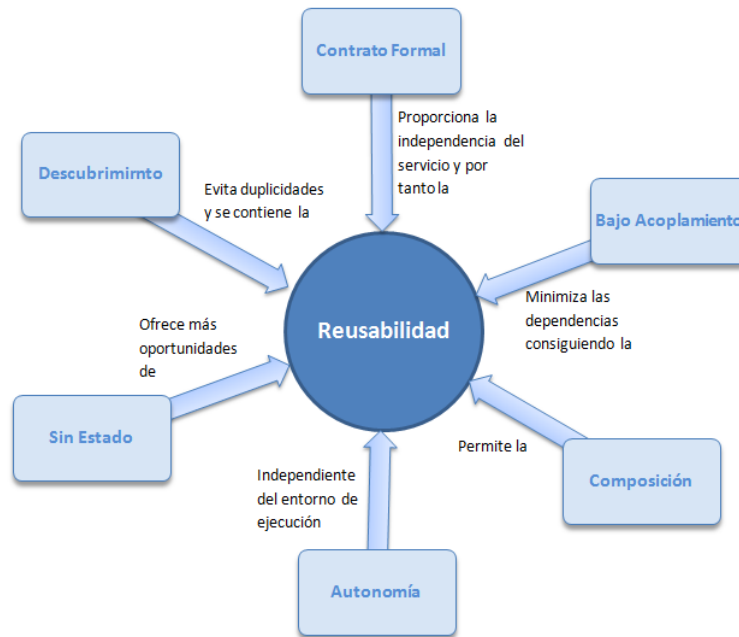 Contrato Formal
Proporciona la
independencia del
servicio y por
tanto la
Descubrimirnto
Evita duplicidades
y se contiene la
Bajo Acoplamiento
Minimiza las
dependencias
consiguiendo la
Reusabilidad
Ofrece más
oportunidades
de
Sin Estado
Permite la
Composición
Independiente
del entorno de
ejecución
Autonomía